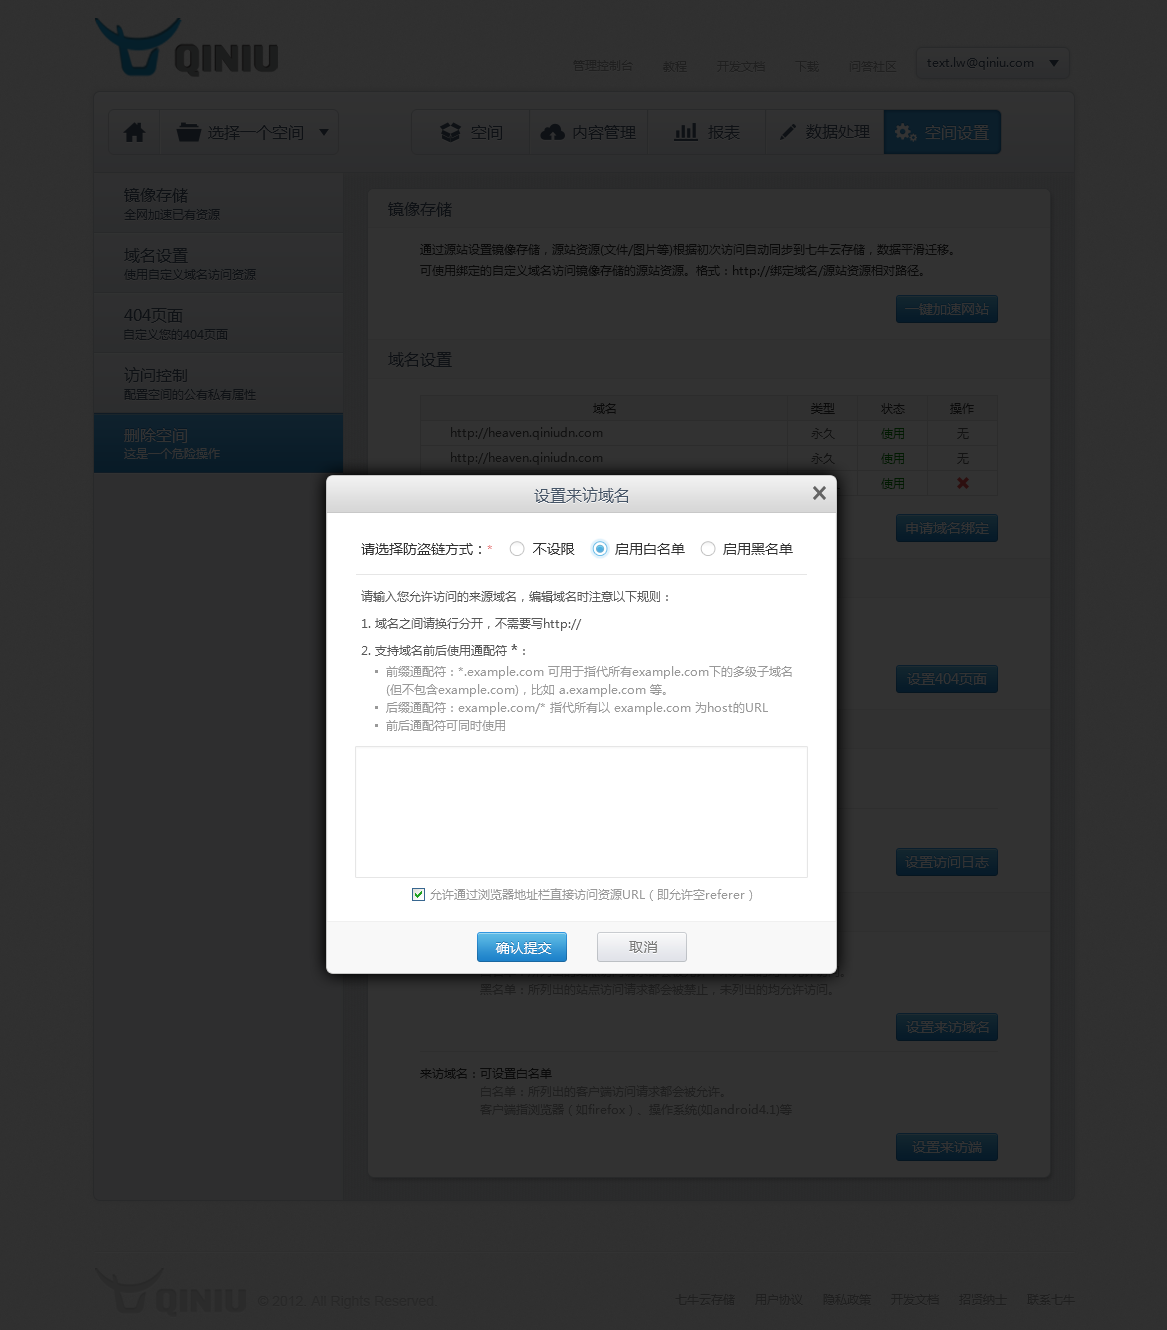 QINIU
管理控制台 教程 开发文档 下载 问答社区 text.lw@qiniu.com
选择一个空间 空间 内容管理 报表 数据处理 空间设置
镜像存储
全网加速已有资源
域名设置
使用自定义域名访问资源
404页面
自定义您的404页面
访问控制
配置空间的公有私有属性
删除空间
这是一个危险操作
镜像存储
通过源站设置镜像存储，源站资源(文件/图片等)根据初次访问自动同步到七牛云存储，数据平滑迁移。
可使用绑定的自定义域名访问镜像存储的源站资源。格式：http://绑定域名/源站资源相对路径。
一键加速网站
域名设置
域名 类型 状态 操作
http://heaven.qiniudn.com 永久 使用 无
http://heaven.qiniudn.com 永久 使用 无
使用
申请域名绑定
设置来访域名
请选择防盗链方式：* 不设限 启用白名单 启用黑名单
请输入您允许访问的来源域名，编辑域名时注意以下规则：
1. 域名之间请换行分开，不需要写http://
2. 支持域名前后使用通配符 *：
前缀通配符：*.example.com 可用于指代所有example.com下的多级子域名
(但不包含example.com)，比如 a.example.com 等。
后缀通配符：example.com/* 指代所有以 example.com 为host的URL
前后通配符可同时使用
允许通过浏览器地址栏直接访问资源URL（即允许空referer）
确认提交 取消
设置404页面
设置访问日志
黑名单：所列出的站点访问请求都会被禁止，未列出的均允许访问。
设置来访域名
来访域名：可设置白名单
白名单：所列出的客户端访问请求都会被允许。
客户端指浏览器（如firefox）、操作系统(如android4.1)等
设置来访端
QINIU © 2012. All Rights Reserved.
七牛云存储 用户协议 隐私政策 开发文档 招贤纳士 联系七牛